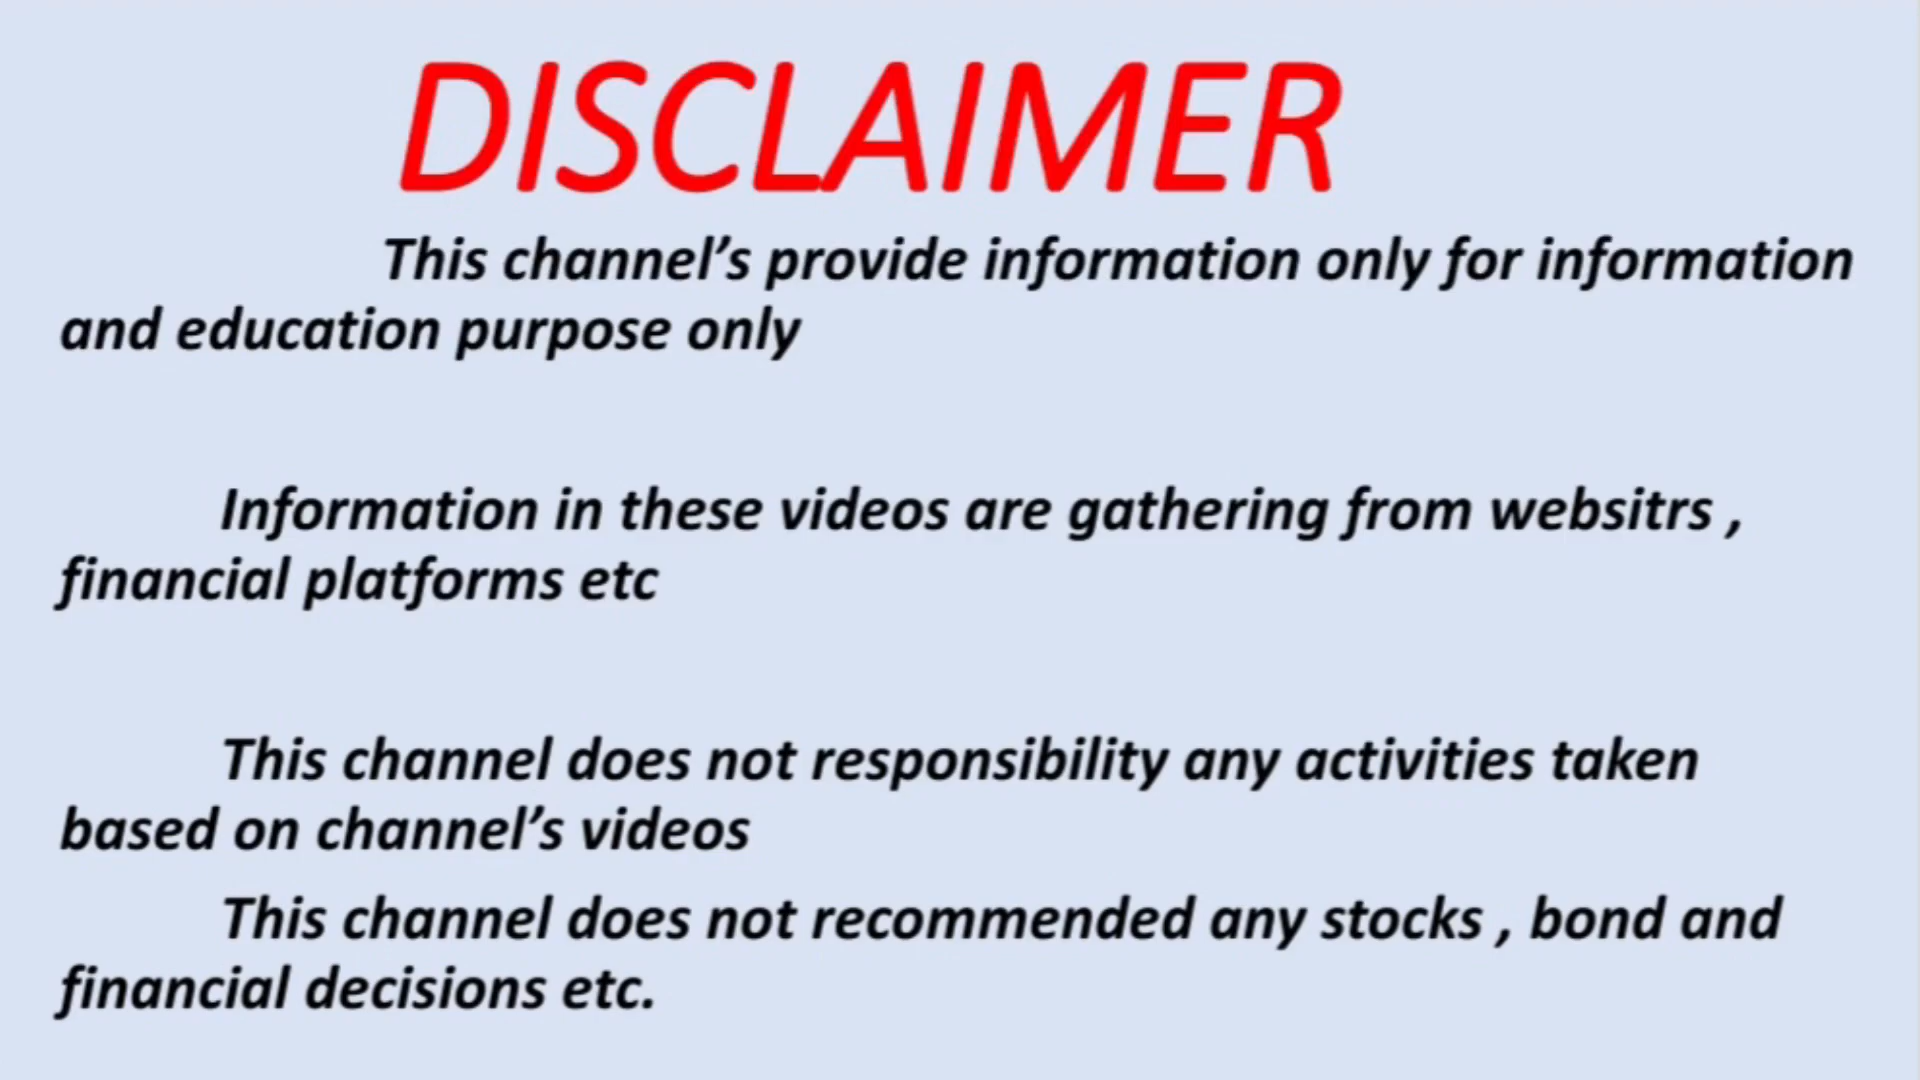 DISCLAIMER
This channel’s provide information only for information
and education purpose only
Information in these videos are gathering from websitrs ,
financial platforms etc
This channel does not responsibility any activities taken
based on channel’s videos
This channel does not recommended any stocks , bond and
financial decisions etc.